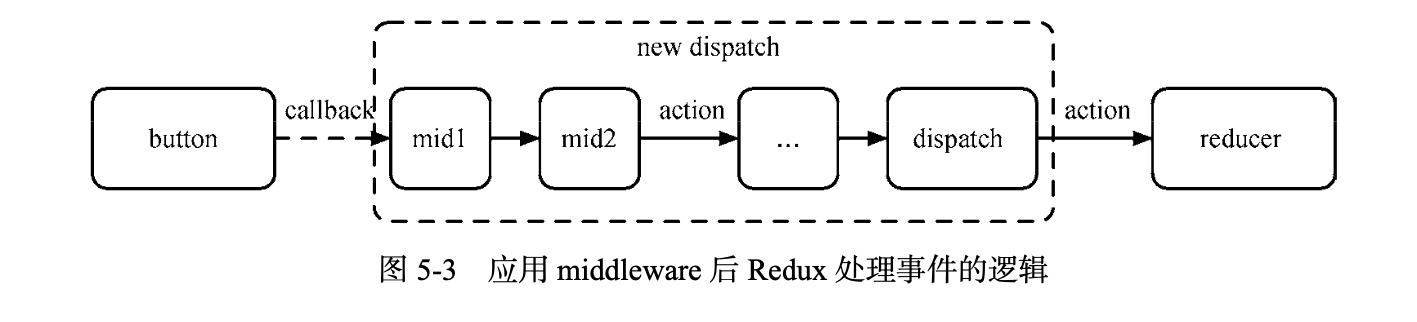 new dispatch
callback
action
action
button
mid1
mid2
...
dispatch
reducer
图 5-3 应用 middleware 后 Redux 处理事件的逻辑